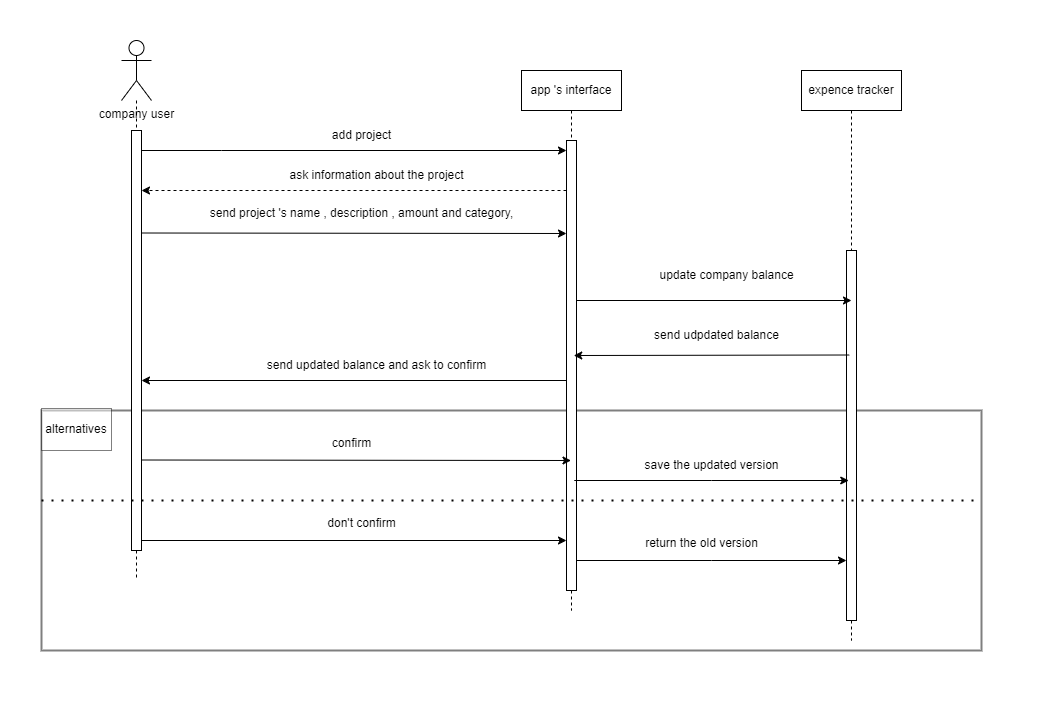 company user
app 's interface
expence tracker
add project
ask information about the project
send project 's name , description , amount and category,
update company balance
send udpdated balance
send updated balance and ask to confirm
alternatives
confirm
save the updated version
don't confirm
return the old version